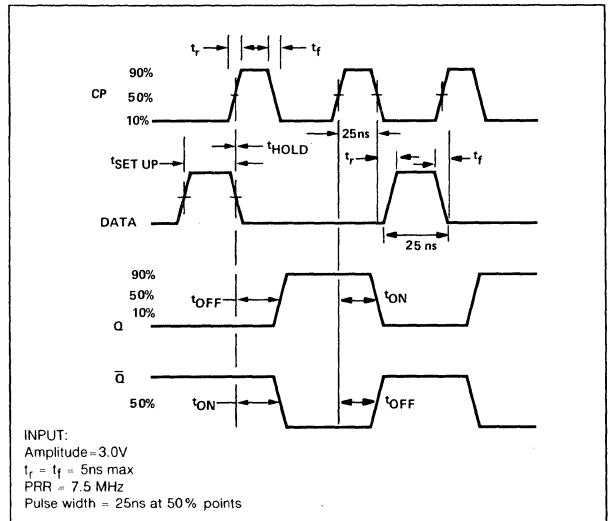 tr tf
90%
CP 50%
10%
25ns
tHOLD
tSET UP
tr tf
DATA
25 ns
90%
50% tOFF tON
10%
Q
Q̅
50% tON tOFF
INPUT:
Amplitude = 3.0V
tr = tf = 5ns max
PRR = 7.5 MHz
Pulse width = 25ns at 50% points